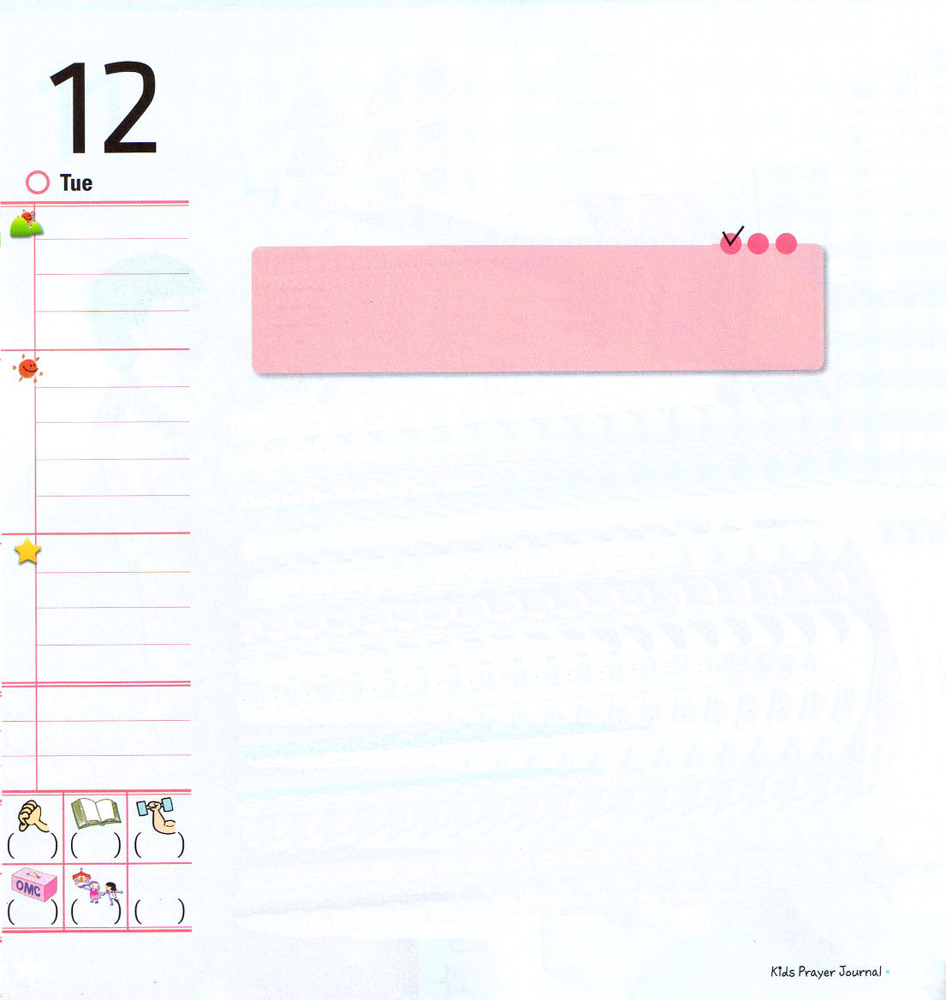 12
Tue
( ) ( ) ( )
OMC
( ) ( ) ( )
Kids Prayer Journal